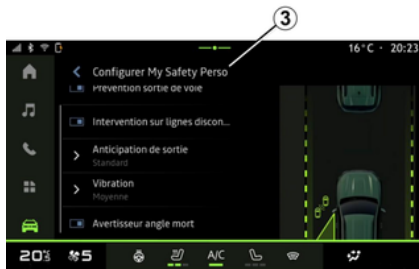 3
16°C · 20:23
Configurer My Safety Perso
Prévention sortie de voie
Intervention sur lignes discon...
Anticipation de sortie
Standard
Vibration
Moyenne
Avertisseur angle mort
20°5 5 A/C